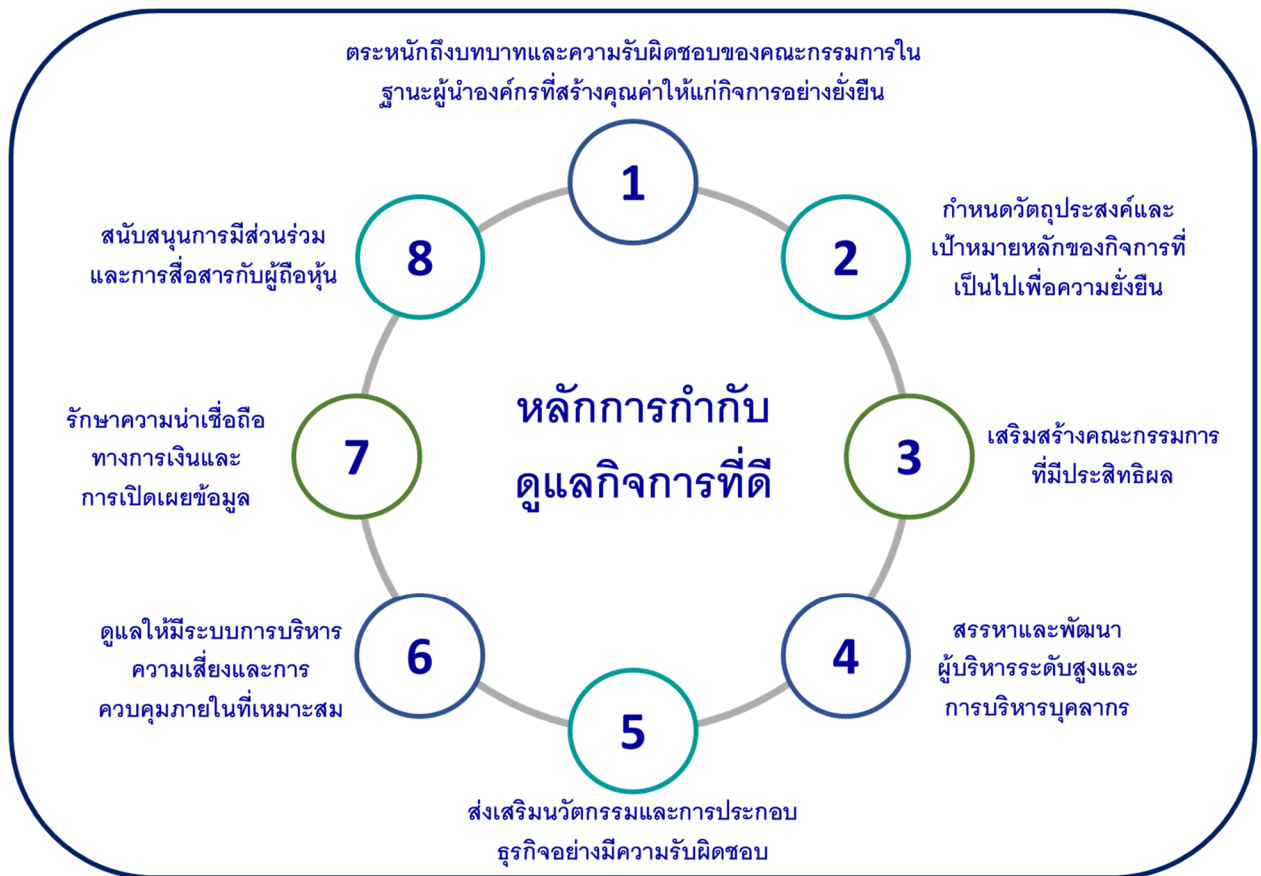 ตระหนักถึงบทบาทและความรับผิดชอบของคณะกรรมการใน
ฐานะผู้นำองค์กรที่สร้างคุณค่าให้แก่กิจการอย่างยั่งยืน
1
กำหนดวัตถุประสงค์และ
เป้าหมายหลักของกิจการที่
เป็นไปเพื่อความยั่งยืน
2
เสริมสร้างคณะกรรมการ
ที่มีประสิทธิผล
3
สรรหาและพัฒนา
ผู้บริหารระดับสูงและ
การบริหารบุคลากร
4
ส่งเสริมนวัตกรรมและการประกอบ
ธุรกิจอย่างมีความรับผิดชอบ
5
ดูแลให้มีระบบการบริหาร
ความเสี่ยงและการ
ควบคุมภายในที่เหมาะสม
6
รักษาความน่าเชื่อถือ
ทางการเงินและ
การเปิดเผยข้อมูล
7
สนับสนุนการมีส่วนร่วม
และการสื่อสารกับผู้ถือหุ้น
8
หลักการกำกับ
ดูแลกิจการที่ดี